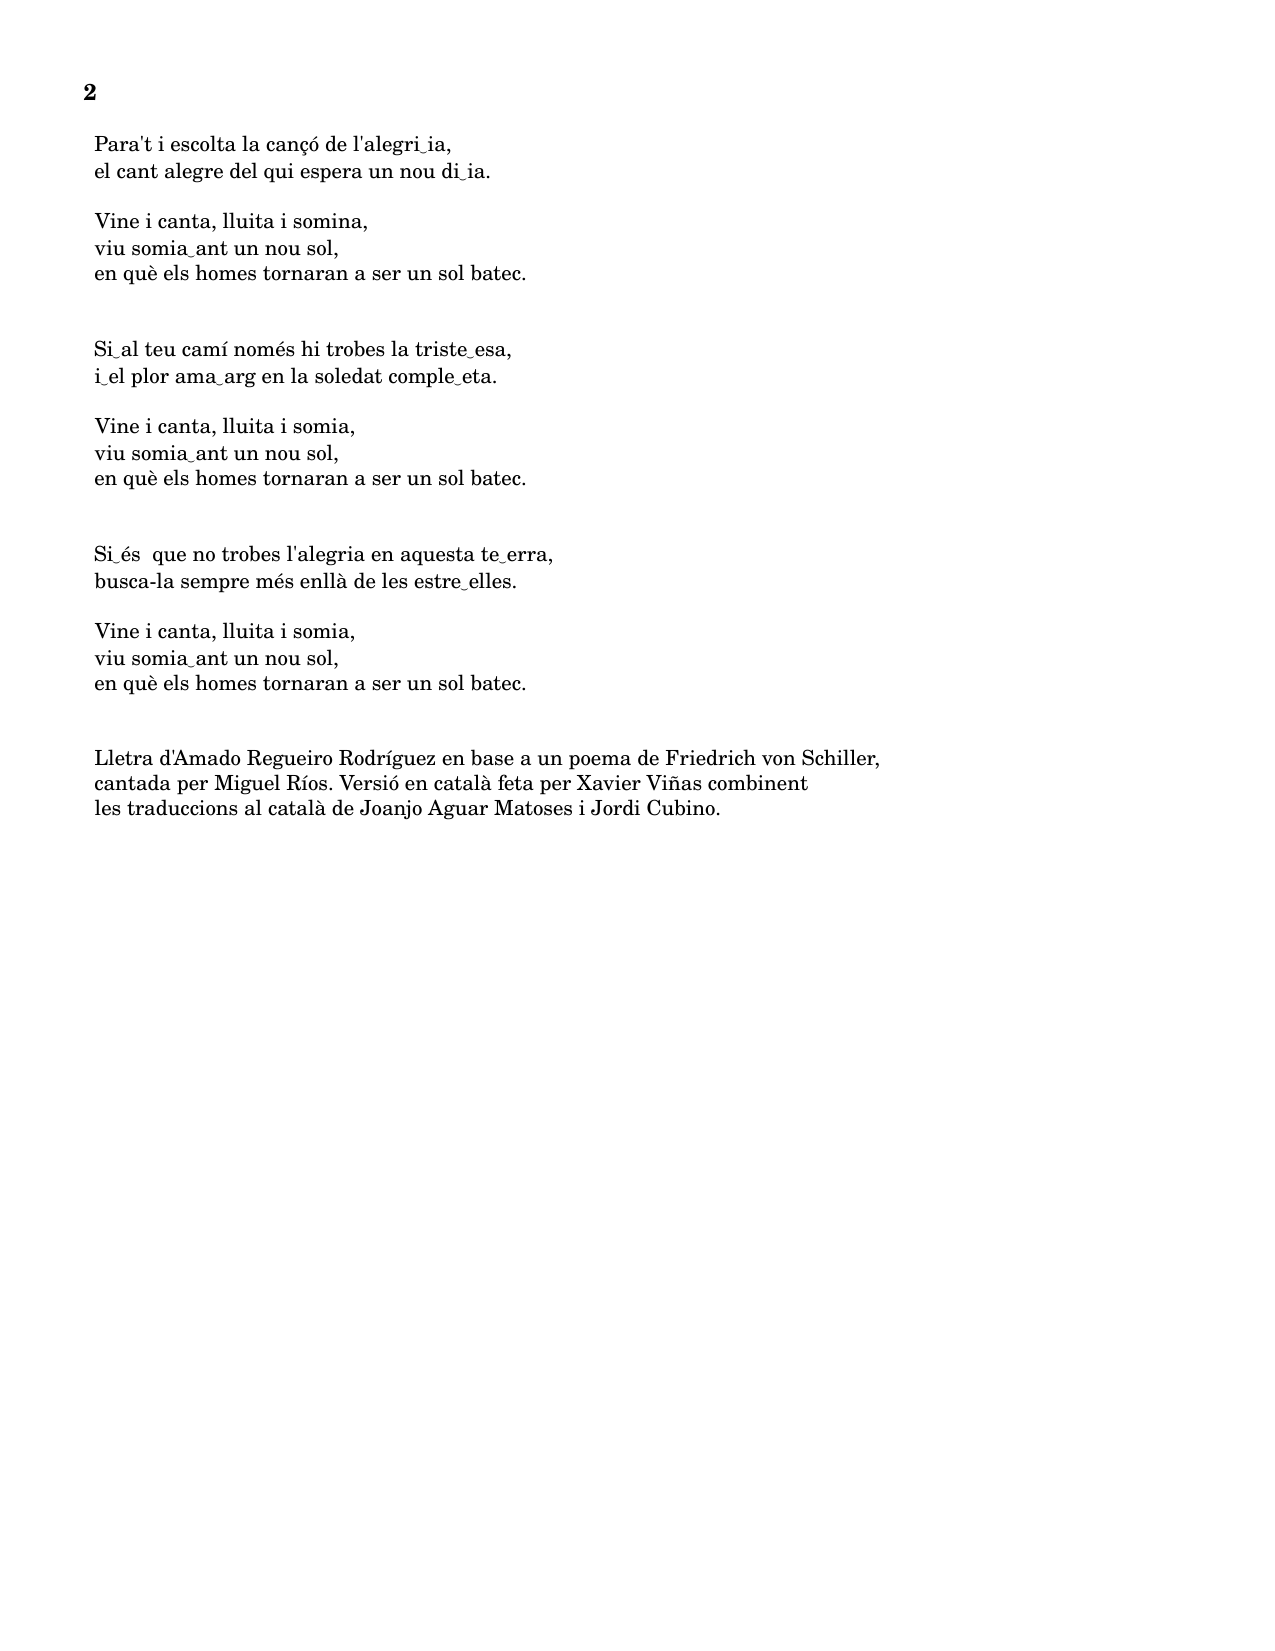 2
Para't i escolta la cançó de l'alegri‿ia,
el cant alegre del qui espera un nou di‿ia.
Vine i canta, lluita i somina,
viu somia‿ant un nou sol,
en què els homes tornaran a ser un sol batec.
Si‿al teu camí només hi trobes la triste‿esa,
i‿el plor ama‿arg en la soledat comple‿eta.
Vine i canta, lluita i somia,
viu somia‿ant un nou sol,
en què els homes tornaran a ser un sol batec.
Si‿és  que no trobes l'alegria en aquesta te‿erra,
busca-la sempre més enllà de les estre‿elles.
Vine i canta, lluita i somia,
viu somia‿ant un nou sol,
en què els homes tornaran a ser un sol batec.
Lletra d'Amado Regueiro Rodríguez en base a un poema de Friedrich von Schiller,
cantada per Miguel Ríos. Versió en català feta per Xavier Viñas combinent
les traduccions al català de Joanjo Aguar Matoses i Jordi Cubino.